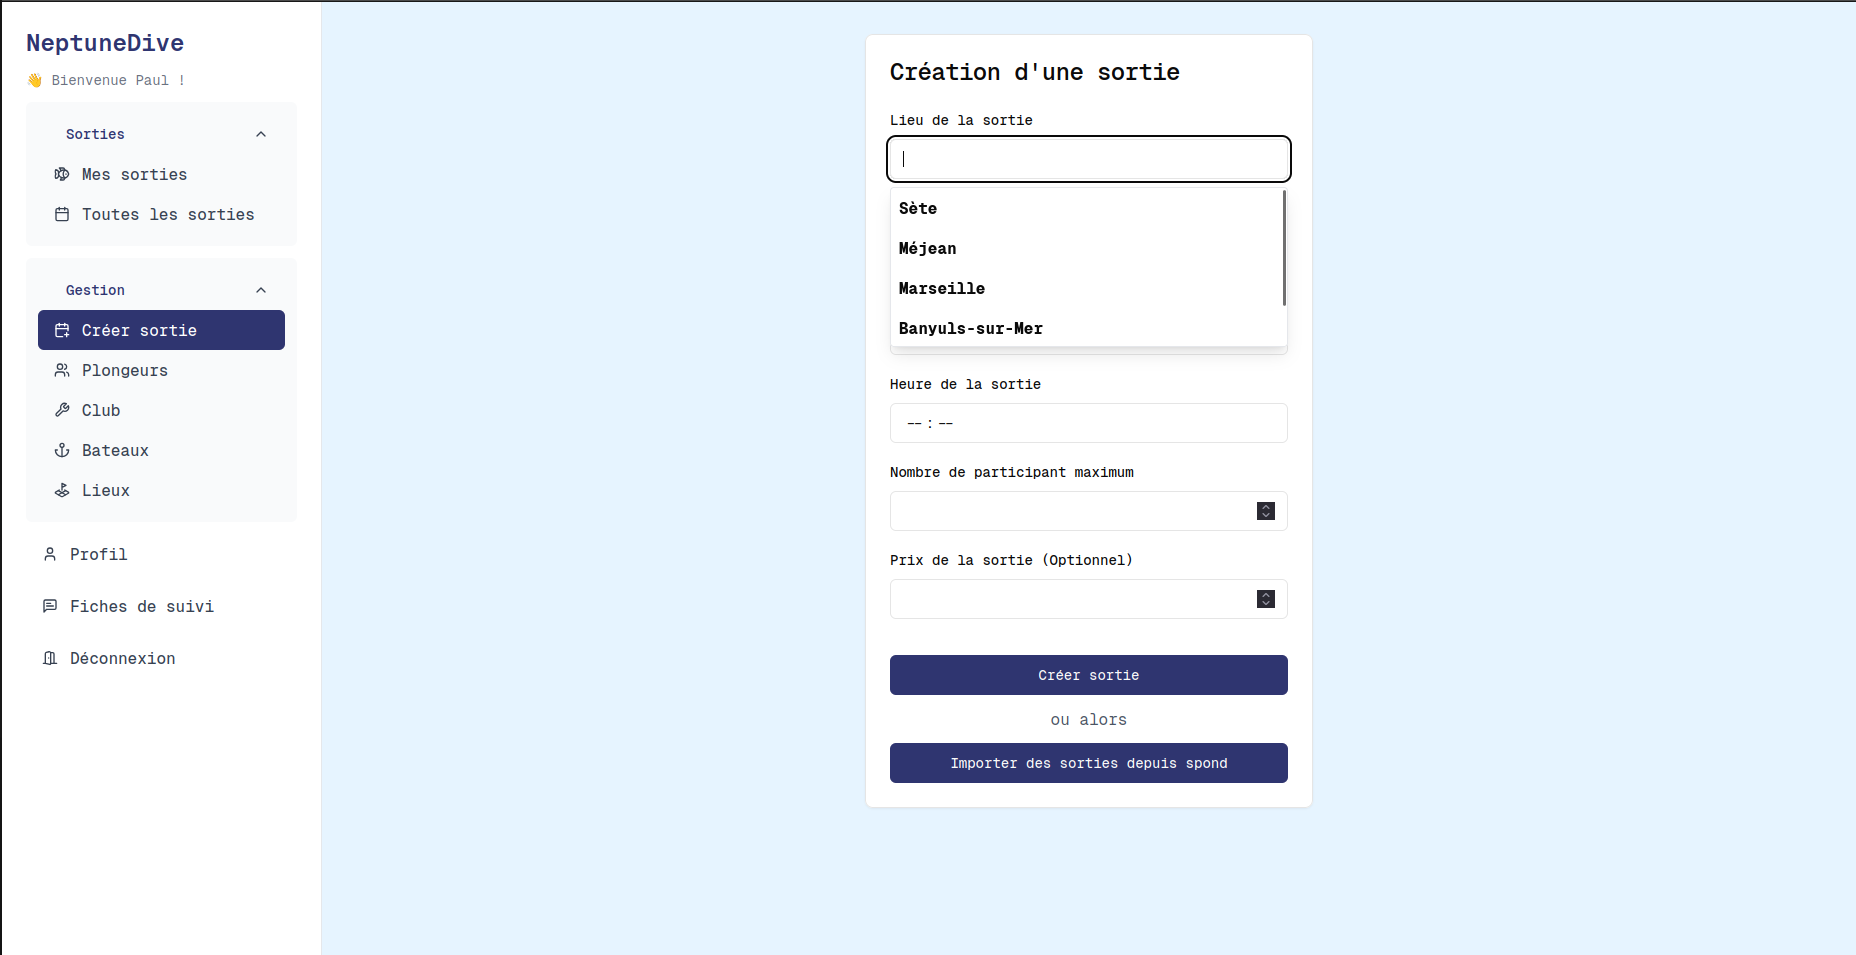 NeptuneDive
👋 Bienvenue Paul !
Sorties
Mes sorties
Toutes les sorties
Gestion
Créer sortie
Plongeurs
Club
Bateaux
Lieux
Profil
Fiches de suivi
Déconnexion
Création d'une sortie
Lieu de la sortie
Sète
Méjean
Marseille
Banyuls-sur-Mer
Heure de la sortie
--:--
Nombre de participant maximum
Prix de la sortie (Optionnel)
Créer sortie
ou alors
Importer des sorties depuis spond